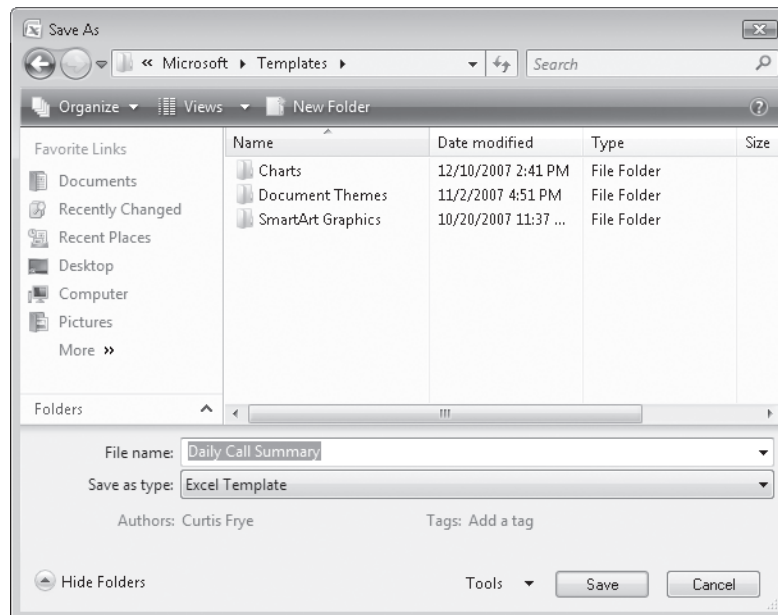 Save As
« Microsoft ▸ Templates ▸ Search
Organize Views New Folder
Favorite Links
Documents
Recently Changed
Recent Places
Desktop
Computer
Pictures
More »
Folders
Name Date modified Type Size
Charts 12/10/2007 2:41 PM File Folder
Document Themes 11/2/2007 4:51 PM File Folder
SmartArt Graphics 10/20/2007 11:37 ... File Folder
File name: Daily Call Summary
Save as type: Excel Template
Authors: Curtis Frye Tags: Add a tag
Hide Folders Tools Save Cancel